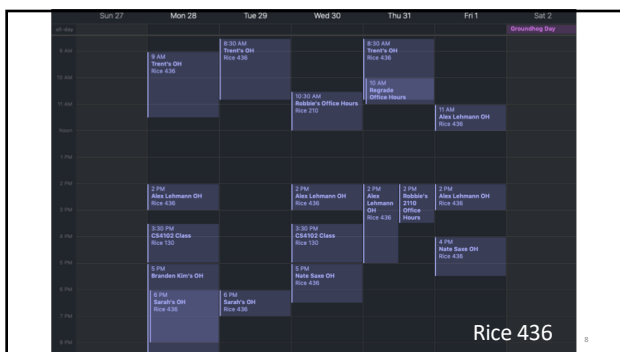 Sun 27
Mon 28
Tue 29
Wed 30
Thu 31
Fri 1
Sat 2
all-day
Groundhog Day
9 AM
10 AM
11 AM
Noon
1 PM
2 PM
3 PM
4 PM
5 PM
6 PM
7 PM
8 PM
9 AM
Trent's OH
Rice 436
2 PM
Alex Lehmann OH
Rice 436
3:30 PM
CS4102 Class
Rice 130
5 PM
Branden Kim's OH
6 PM
Sarah's OH
Rice 436
8:30 AM
Trent's OH
Rice 436
6 PM
Sarah's OH
Rice 436
10:30 AM
Robbie's Office Hours
Rice 210
2 PM
Alex Lehmann OH
Rice 436
3:30 PM
CS4102 Class
Rice 130
5 PM
Nate Saxe OH
Rice 436
8:30 AM
Trent's OH
Rice 436
10 AM
Regrade
Office Hours
2 PM
Alex
Lehmann
OH
Rice 436
2 PM
Robbie's
2110
Office
Hours
11 AM
Alex Lehmann OH
Rice 436
2 PM
Alex Lehmann OH
Rice 436
4 PM
Nate Saxe OH
Rice 436
Rice 436
8